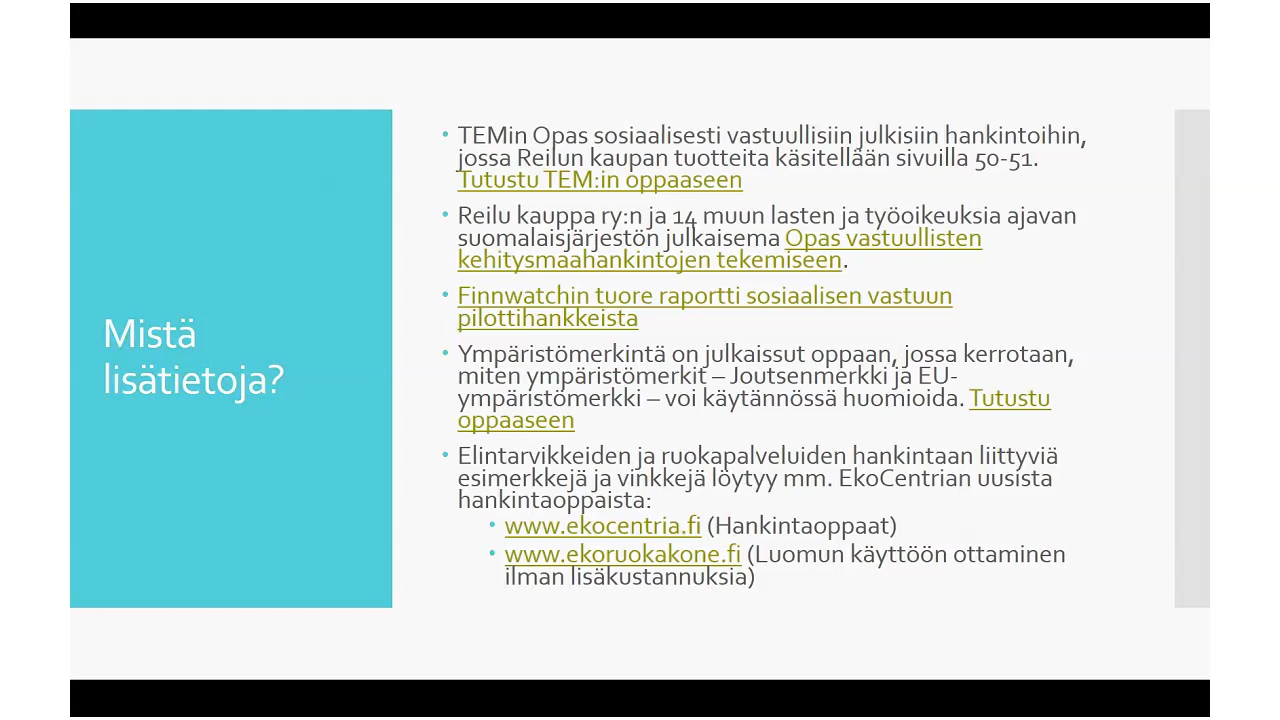 Mistä
lisätietoja?
• TEMin Opas sosiaalisesti vastuullisiin julkisiin hankintoihin,
jossa Reilun kaupan tuotteita käsitellään sivuilla 50-51.
Tutustu TEM:in oppaaseen
• Reilu kauppa ry:n ja 14 muun lasten ja työoikeuksia ajavan
suomalaisjärjestön julkaisema Opas vastuullisten
kehitysmaahankintojen tekemiseen.
• Finnwatchin tuore raportti sosiaalisen vastuun
pilottihankkeista
• Ympäristömerkintä on julkaissut oppaan, jossa kerrotaan,
miten ympäristömerkit – Joutsenmerkki ja EU-
ympäristömerkki – voi käytännössä huomioida. Tutustu
oppaaseen
• Elintarvikkeiden ja ruokapalveluiden hankintaan liittyviä
esimerkkejä ja vinkkejä löytyy mm. EkoCentrian uusista
hankintaoppaista:
• www.ekocentria.fi (Hankintaoppaat)
• www.ekoruokakone.fi (Luomun käyttöön ottaminen
ilman lisäkustannuksia)